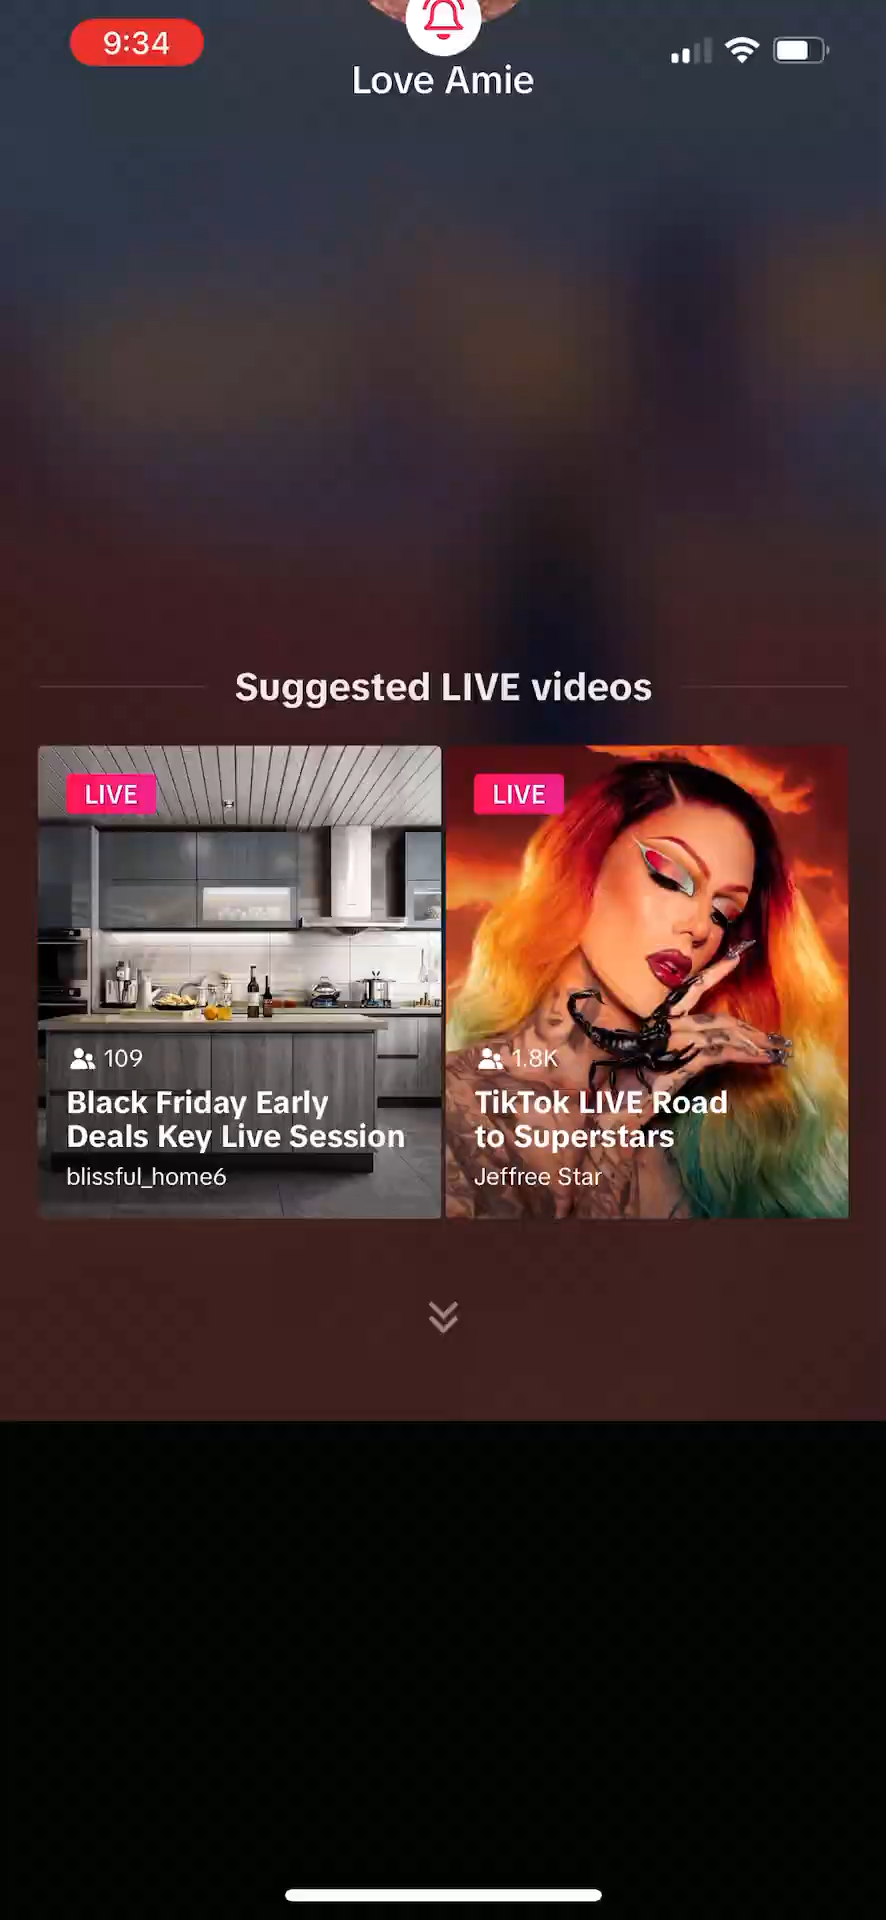 9:34
Love Amie
Suggested LIVE videos
LIVE
109
Black Friday Early
Deals Key Live Session
blissful_home6
LIVE
1.8K
TikTok LIVE Road
to Superstars
Jeffree Star